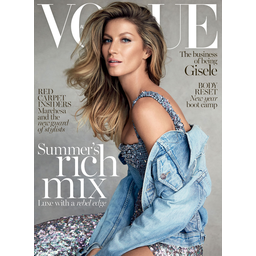 VOGUE
The business
of being
Gisele
RED
CARPET
INSIDERS
Marchesa
and the
new guard
of stylists
BODY
RESET
New year
boot camp
Summer's
rich
mix
Luxe with a rebel edge